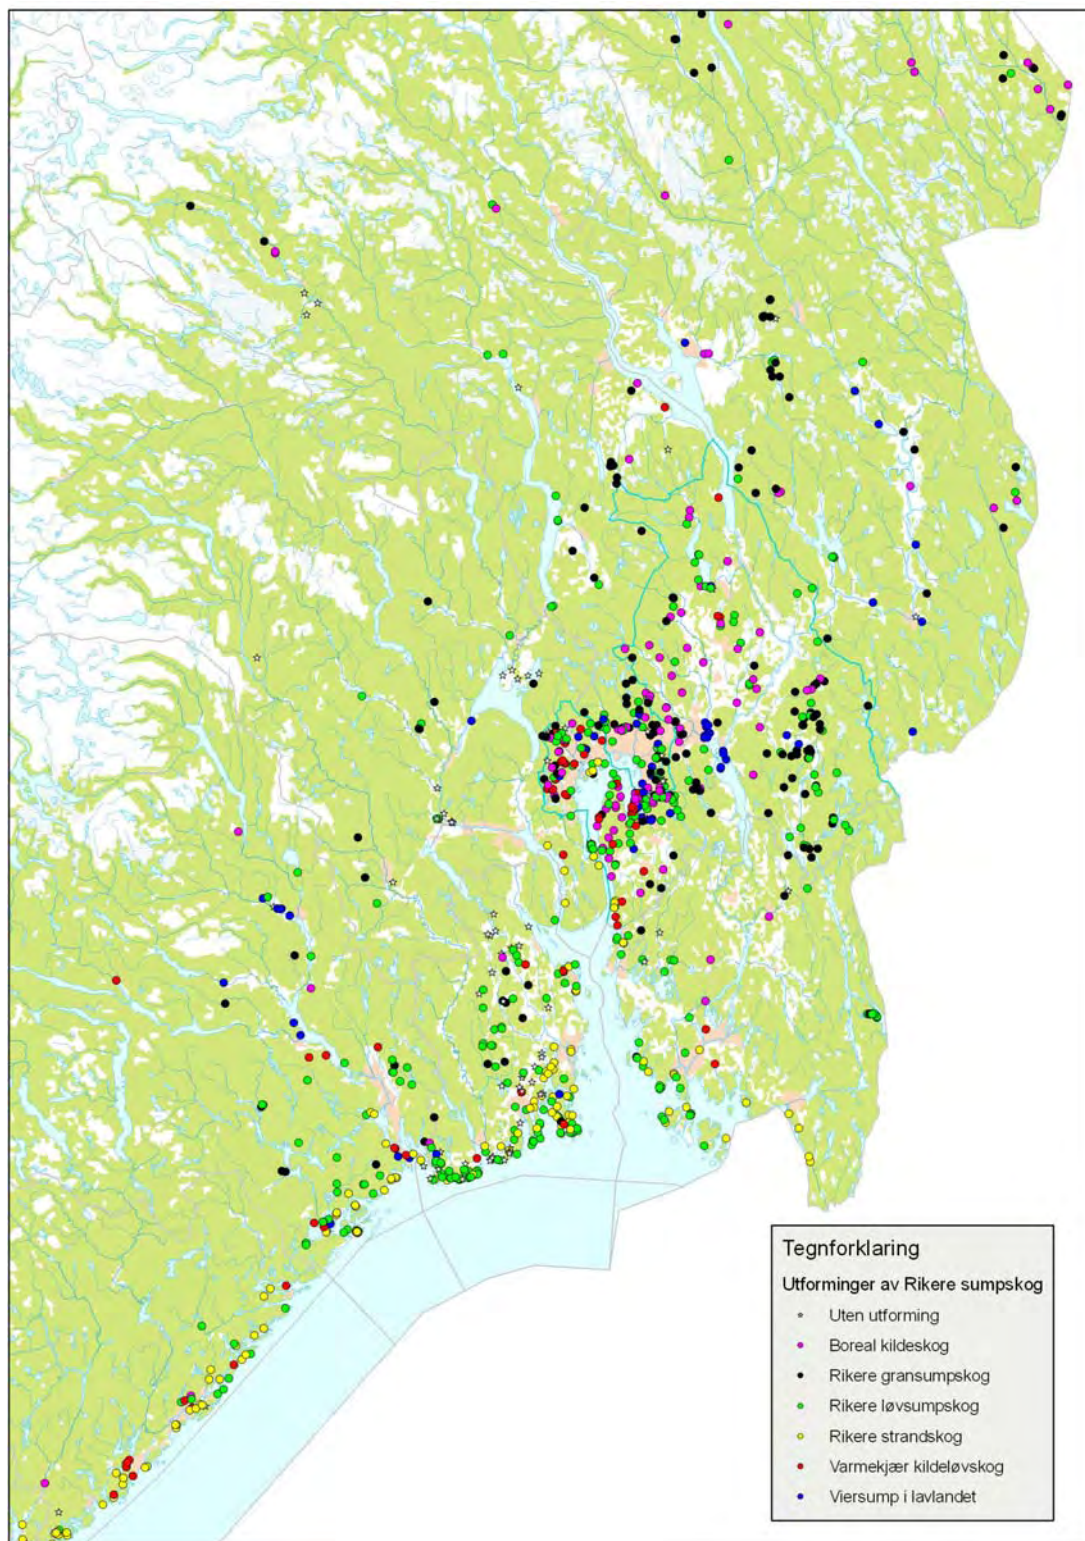 Tegnforklaring
Utforminger av Rikere sumpskog
Uten utforming
Boreal kildeskog
Rikere gransumpskog
Rikere løvsumpskog
Rikere strandskog
Varmekjær kildeløvskog
Viersump i lavlandet